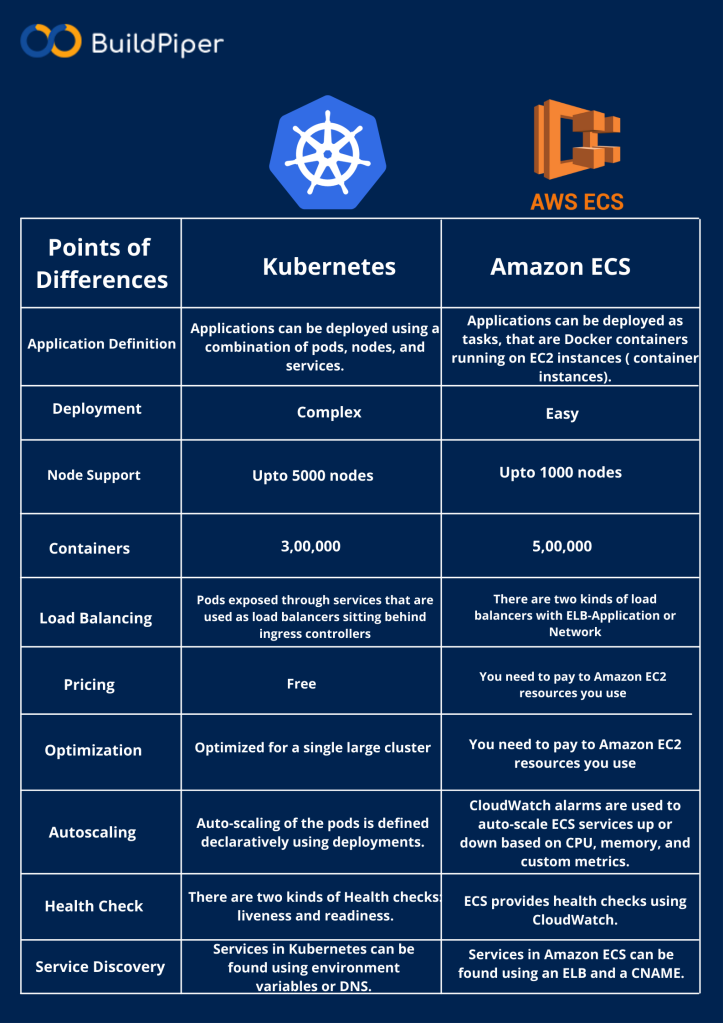 BuildPiper
AWS ECS
Points of
Differences
Kubernetes
Amazon ECS
Application Definition
Applications can be deployed using a
combination of pods, nodes, and
services.
Applications can be deployed as
tasks, that are Docker containers
running on EC2 instances ( container
instances).
Deployment
Complex
Easy
Node Support
Upto 5000 nodes
Upto 1000 nodes
Containers
3,00,000
5,00,000
Load Balancing
Pods exposed through services that are
used as load balancers sitting behind
ingress controllers
There are two kinds of load
balancers with ELB-Application or
Network
Pricing
Free
You need to pay to Amazon EC2
resources you use
Optimization
Optimized for a single large cluster
You need to pay to Amazon EC2
resources you use
Autoscaling
Auto-scaling of the pods is defined
declaratively using deployments.
CloudWatch alarms are used to
auto-scale ECS services up or
down based on CPU, memory, and
custom metrics.
Health Check
There are two kinds of Health checks:
liveness and readiness.
ECS provides health checks using
CloudWatch.
Service Discovery
Services in Kubernetes can be
found using environment
variables or DNS.
Services in Amazon ECS can be
found using an ELB and a CNAME.